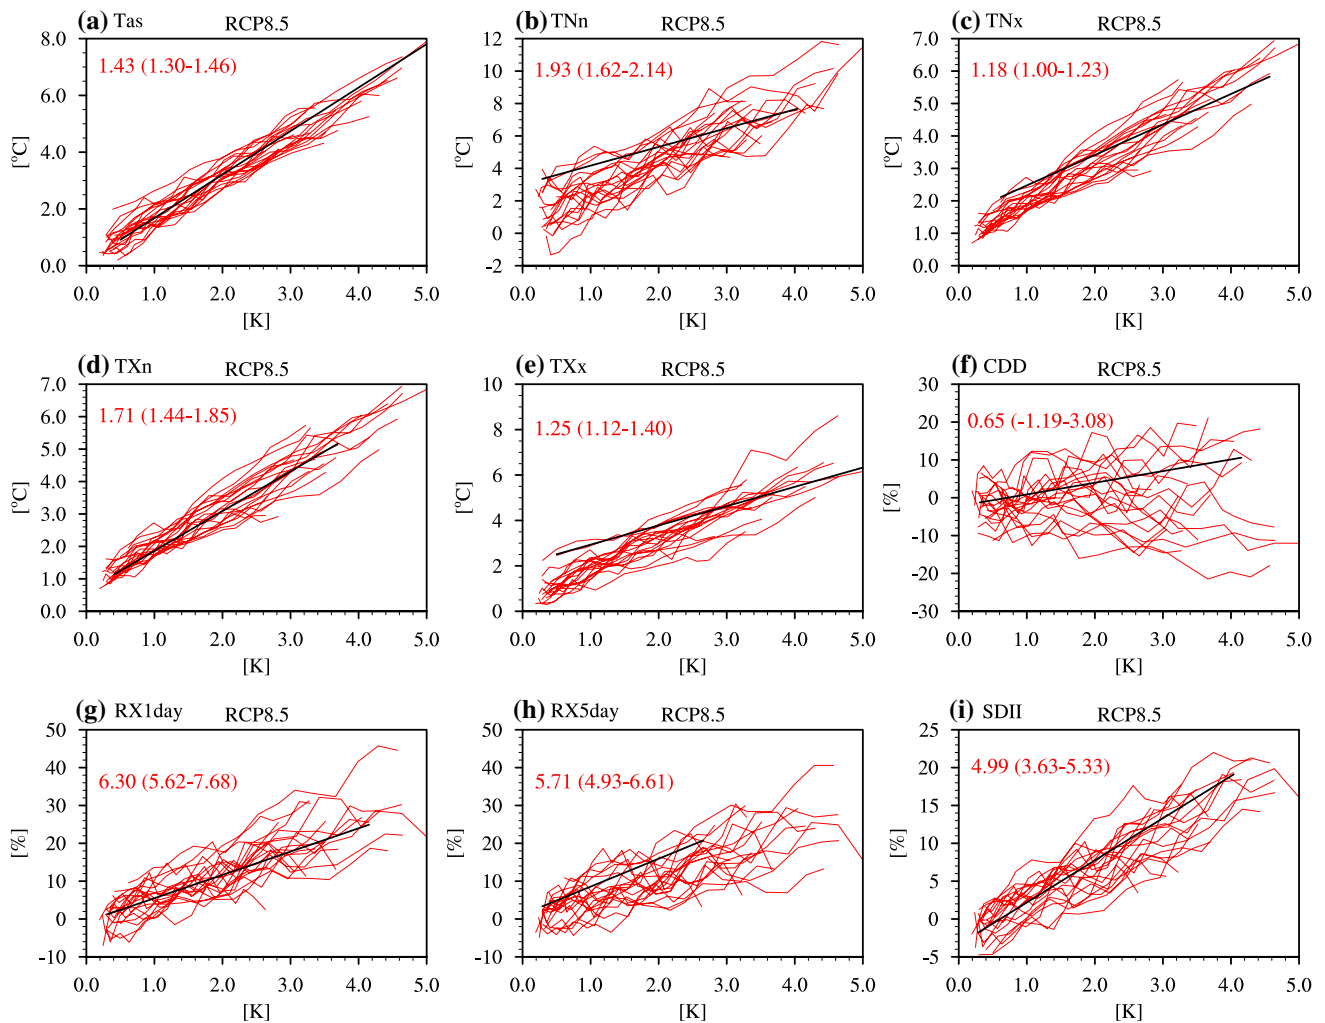 (a) Tas RCP8.5
1.43 (1.30-1.46)
8.0
6.0
4.0
2.0
0.0
[°C]
0.0 1.0 2.0 3.0 4.0 5.0
[K]
(b) TNn RCP8.5
1.93 (1.62-2.14)
12
10
8
6
4
2
0
-2
[°C]
0.0 1.0 2.0 3.0 4.0 5.0
[K]
(c) TNx RCP8.5
1.18 (1.00-1.23)
7.0
6.0
5.0
4.0
3.0
2.0
1.0
0.0
[°C]
0.0 1.0 2.0 3.0 4.0 5.0
[K]
(d) TXn RCP8.5
1.71 (1.44-1.85)
7.0
6.0
5.0
4.0
3.0
2.0
1.0
0.0
[°C]
0.0 1.0 2.0 3.0 4.0 5.0
[K]
(e) TXx RCP8.5
1.25 (1.12-1.40)
10
8
6
4
2
0
[°C]
0.0 1.0 2.0 3.0 4.0 5.0
[K]
(f) CDD RCP8.5
0.65 (-1.19-3.08)
30
20
10
0
-10
-20
-30
[%]
0.0 1.0 2.0 3.0 4.0 5.0
[K]
(g) RX1day RCP8.5
6.30 (5.62-7.68)
50
40
30
20
10
0
-10
[%]
0.0 1.0 2.0 3.0 4.0 5.0
[K]
(h) RX5day RCP8.5
5.71 (4.93-6.61)
50
40
30
20
10
0
-10
[%]
0.0 1.0 2.0 3.0 4.0 5.0
[K]
(i) SDII RCP8.5
4.99 (3.63-5.33)
25
20
15
10
5
0
-5
[%]
0.0 1.0 2.0 3.0 4.0 5.0
[K]